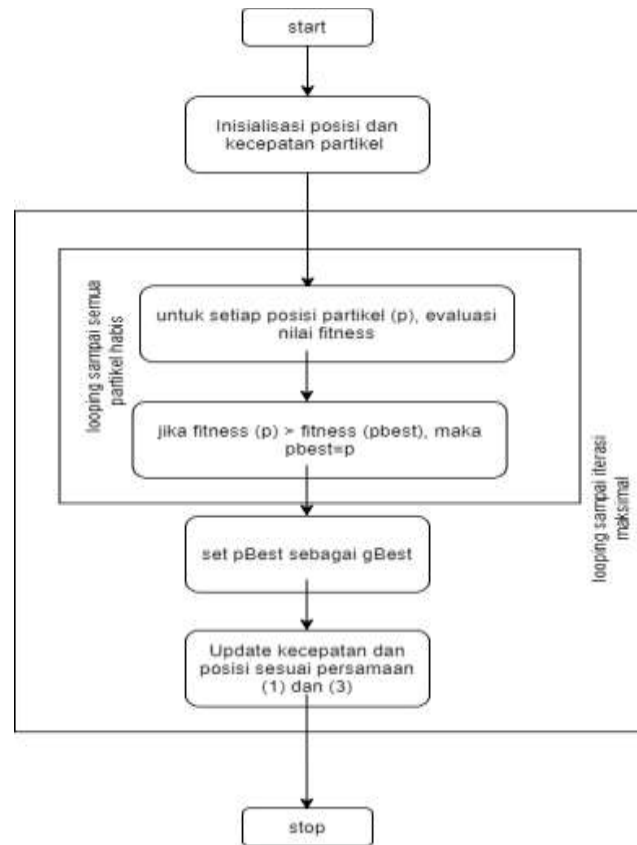 start
Inisialisasi posisi dan
kecepatan partikel
looping sampai semua
partikel habis
untuk setiap posisi partikel (p), evaluasi
nilai fitness
jika fitness (p) > fitness (pbest), maka
pbest=p
looping sampai iterasi
maksimal
set pBest sebagai gBest
Update kecepatan dan
posisi sesuai persamaan
(1) dan (3)
stop